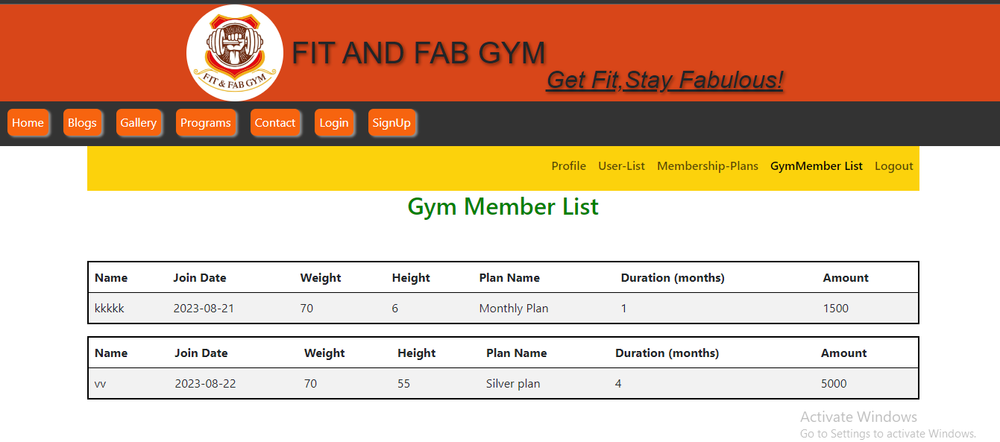 FIT & FAB GYM
FIT AND FAB GYM
Get Fit,Stay Fabulous!
Home Blogs Gallery Programs Contact Login SignUp
Profile User-List Membership-Plans GymMember List Logout
Gym Member List
Name Join Date Weight Height Plan Name Duration (months) Amount
kkkkk 2023-08-21 70 6 Monthly Plan 1 1500
Name Join Date Weight Height Plan Name Duration (months) Amount
vv 2023-08-22 70 55 Silver plan 4 5000
Activate Windows
Go to Settings to activate Windows.